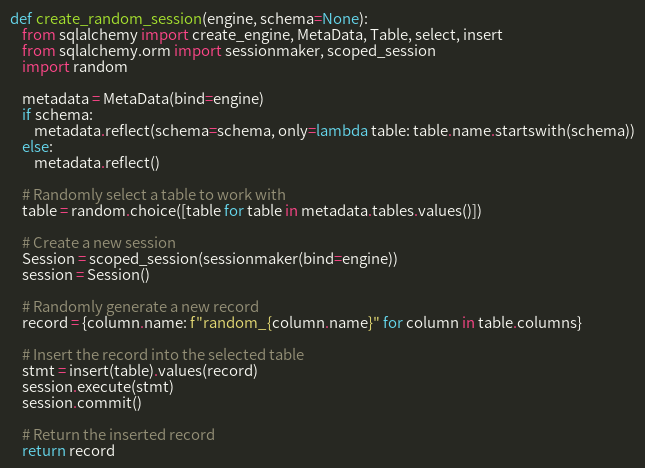 def create_random_session(engine, schema=None):
    from sqlalchemy import create_engine, MetaData, Table, select, insert
    from sqlalchemy.orm import sessionmaker, scoped_session
    import random

    metadata = MetaData(bind=engine)
    if schema:
        metadata.reflect(schema=schema, only=lambda table: table.name.startswith(schema))
    else:
        metadata.reflect()

    # Randomly select a table to work with
    table = random.choice([table for table in metadata.tables.values()])

    # Create a new session
    Session = scoped_session(sessionmaker(bind=engine))
    session = Session()

    # Randomly generate a new record
    record = {column.name: f"random_{column.name}" for column in table.columns}

    # Insert the record into the selected table
    stmt = insert(table).values(record)
    session.execute(stmt)
    session.commit()

    # Return the inserted record
    return record